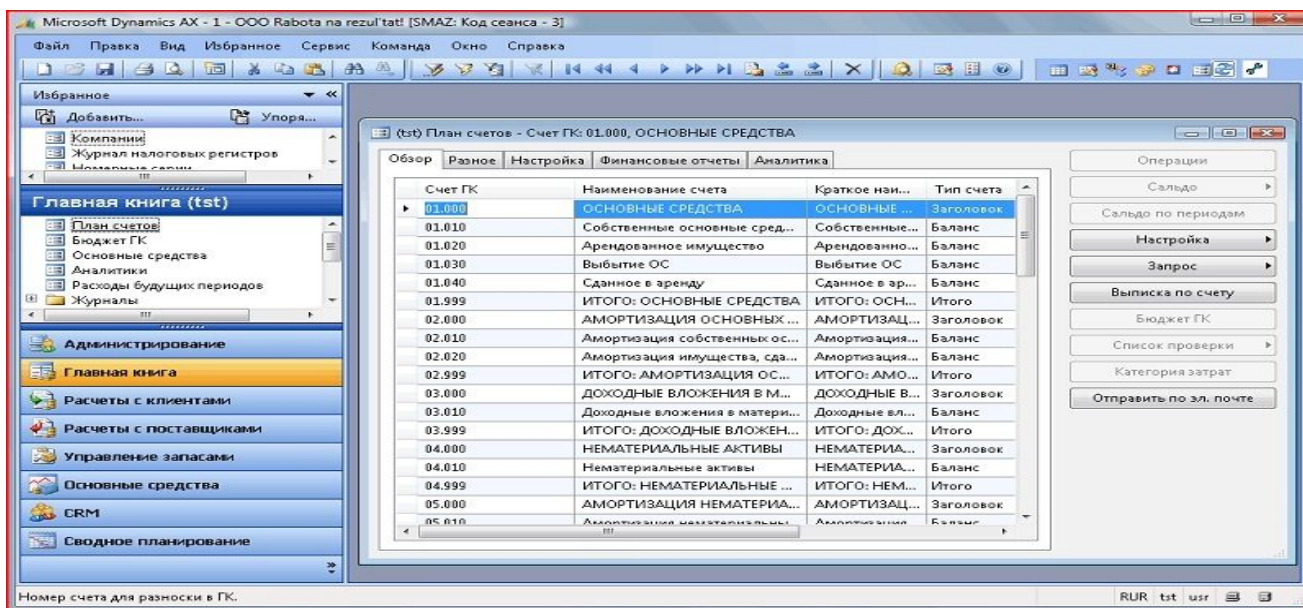 Microsoft Dynamics AX - 1 - ООО Rabota na rezul'tat! [SMAZ: Код сеанса - 3]
Файл Правка Вид Избранное Сервис Команда Окно Справка
Избранное
Добавить... Упоря...
Компании
Журнал налоговых регистров
Номерные серии
Главная книга (tst)
План счетов
Бюджет ГК
Основные средства
Аналитики
Расходы будущих периодов
Журналы
Администрирование
Главная книга
Расчеты с клиентами
Расчеты с поставщиками
Управление запасами
Основные средства
CRM
Сводное планирование
(tst) План счетов - Счет ГК: 01.000, ОСНОВНЫЕ СРЕДСТВА
Обзор Разное Настройка Финансовые отчеты Аналитика
Счет ГК Наименование счета Краткое наи... Тип счета
01.000 ОСНОВНЫЕ СРЕДСТВА ОСНОВНЫЕ ... Заголовок
01.010 Собственные основные сред... Собственные... Баланс
01.020 Арендованное имущество Арендованно... Баланс
01.030 Выбытие ОС Выбытие ОС Баланс
01.040 Сданное в аренду Сданное в ар... Баланс
01.999 ИТОГО: ОСНОВНЫЕ СРЕДСТВА ИТОГО: ОСН... Итого
02.000 АМОРТИЗАЦИЯ ОСНОВНЫХ ... АМОРТИЗАЦ... Заголовок
02.010 Амортизация собственных ос... Амортизация... Баланс
02.020 Амортизация имущества, сда... Амортизация... Баланс
02.999 ИТОГО: АМОРТИЗАЦИЯ ОС... ИТОГО: АМО... Итого
03.000 ДОХОДНЫЕ ВЛОЖЕНИЯ В М... ДОХОДНЫЕ В... Заголовок
03.010 Доходные вложения в матери... Доходные вл... Баланс
03.999 ИТОГО: ДОХОДНЫЕ ВЛОЖЕН... ИТОГО: ДОХ... Итого
04.000 НЕМАТЕРИАЛЬНЫЕ АКТИВЫ НЕМАТЕРИА... Заголовок
04.010 Нематериальные активы НЕМАТЕРИА... Баланс
04.999 ИТОГО: НЕМАТЕРИАЛЬНЫЕ ... ИТОГО: НЕМ... Итого
05.000 АМОРТИЗАЦИЯ НЕМАТЕРИА... АМОРТИЗАЦ... Заголовок
05.010 Амортизация нематериальны... Амортизация... Баланс
Операции
Сальдо
Сальдо по периодам
Настройка
Запрос
Выписка по счету
Бюджет ГК
Список проверки
Категория затрат
Отправить по эл. почте
Номер счета для разноски в ГК.
RUR tst usr